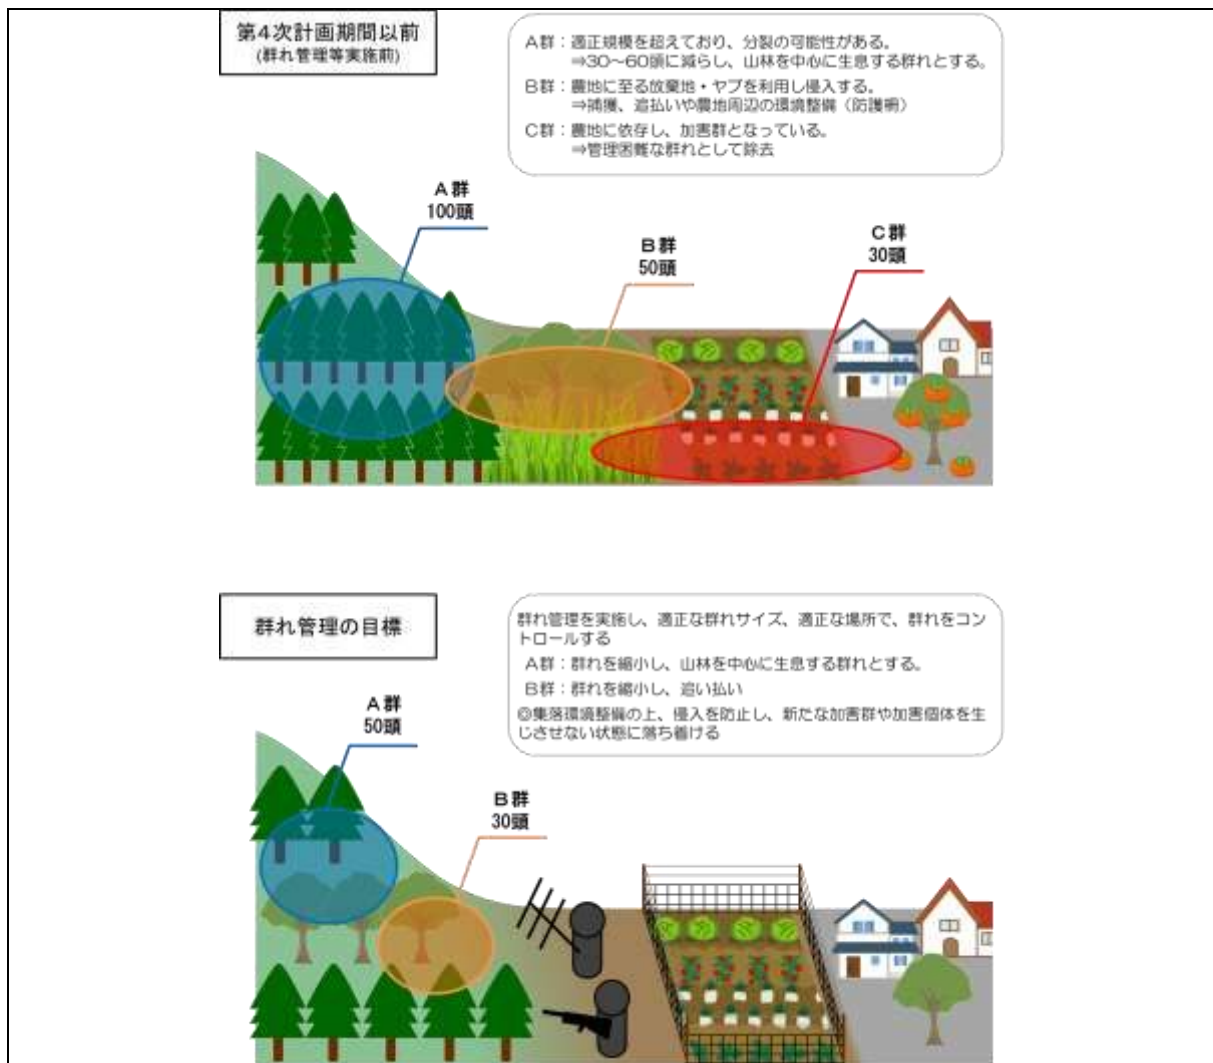 第4次計画期間以前
(群れ管理等実施前)
A群：適正規模を超えており、分裂の可能性がある。
⇒30～60頭に減らし、山林を中心に生息する群れとする。
B群：農地に至る放棄地・ヤブを利用し侵入する。
⇒捕獲、追払いや農地周辺の環境整備（防護柵）
C群：農地に依存し、加害群となっている。
⇒管理困難な群れとして除去
A群
100頭
B群
50頭
C群
30頭
群れ管理の目標
群れ管理を実施し、適正な群れサイズ、適正な場所で、群れをコン
トロールする
A群：群れを縮小し、山林を中心に生息する群れとする。
B群：群れを縮小し、追い払い
◎集落環境整備の上、侵入を防止し、新たな加害群や加害個体を生
じさせない状態に落ち着ける
A群
50頭
B群
30頭